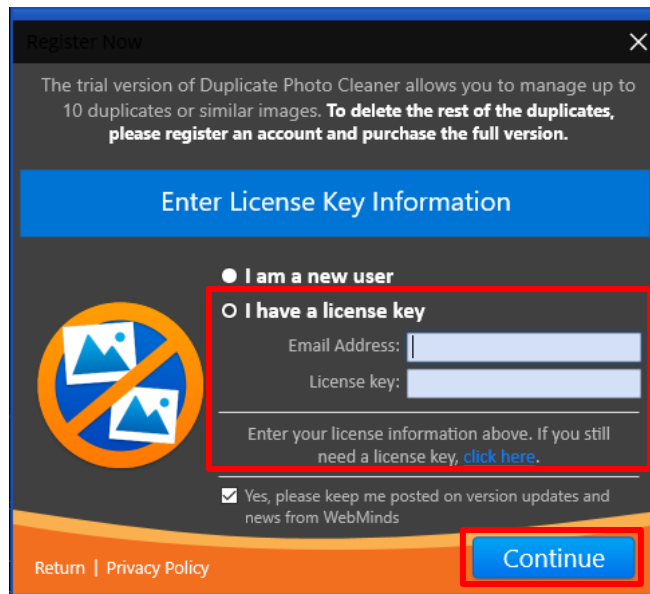 Register Now
The trial version of Duplicate Photo Cleaner allows you to manage up to
10 duplicates or similar images. To delete the rest of the duplicates,
please register an account and purchase the full version.
Enter License Key Information
I am a new user
I have a license key
Email Address:
License key:
Enter your license information above. If you still
need a license key, click here.
Yes, please keep me posted on version updates and
news from WebMinds
Return | Privacy Policy
Continue